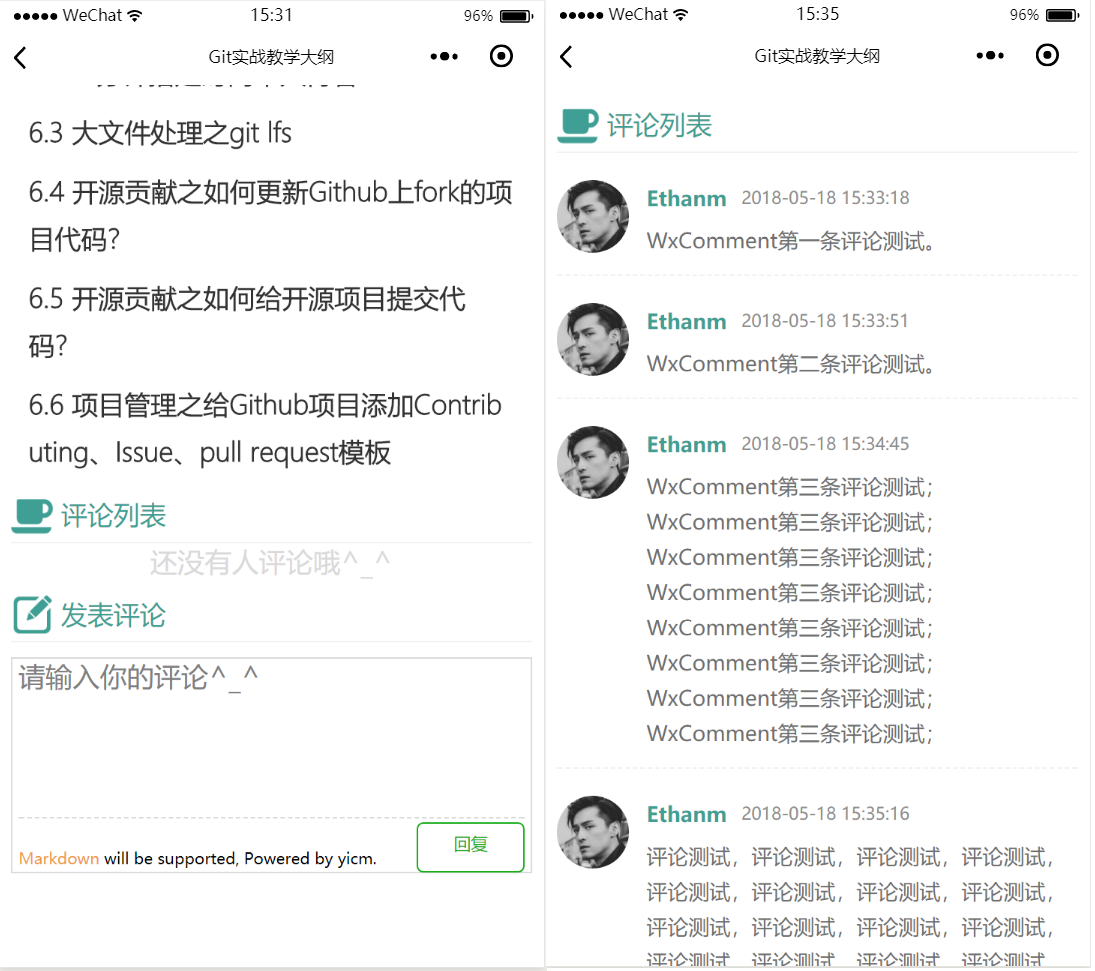 WeChat 15:31 96%
Git实战教学大纲
6.3 大文件处理之git lfs
6.4 开源贡献之如何更新Github上fork的项
目代码?
6.5 开源贡献之如何给开源项目提交代
码?
6.6 项目管理之给Github项目添加Contrib
uting、Issue、pull request模板
评论列表
还没有人评论哦^_^
发表评论
请输入你的评论^_^
Markdown will be supported, Powered by yicm.
回复
WeChat 15:35 96%
Git实战教学大纲
评论列表
Ethanm 2018-05-18 15:33:18
WxComment第一条评论测试。
Ethanm 2018-05-18 15:33:51
WxComment第二条评论测试。
Ethanm 2018-05-18 15:34:45
WxComment第三条评论测试；
WxComment第三条评论测试；
WxComment第三条评论测试；
WxComment第三条评论测试；
WxComment第三条评论测试；
WxComment第三条评论测试；
WxComment第三条评论测试；
WxComment第三条评论测试；
Ethanm 2018-05-18 15:35:16
评论测试，评论测试，评论测试，评论测试，
评论测试，评论测试，评论测试，评论测试，
评论测试，评论测试，评论测试，评论测试，
评论测试，评论测试，评论测试，评论测试